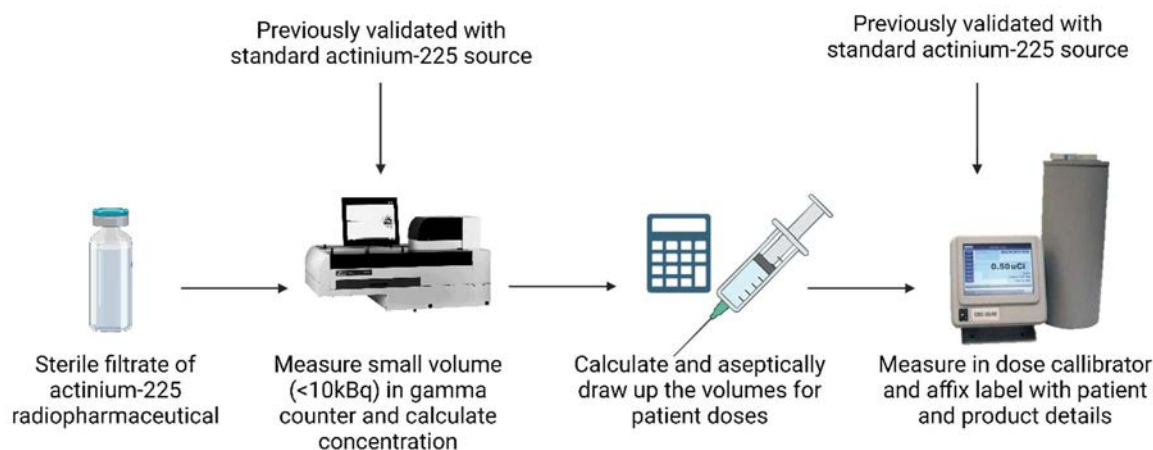 Previously validated with
standard actinium-225 source
Previously validated with
standard actinium-225 source
0.50 uCi
Sterile filtrate of
actinium-225
radiopharmaceutical
Measure small volume
(<10kBq) in gamma
counter and calculate
concentration
Calculate and aseptically
draw up the volumes for
patient doses
Measure in dose callibrator
and affix label with patient
and product details